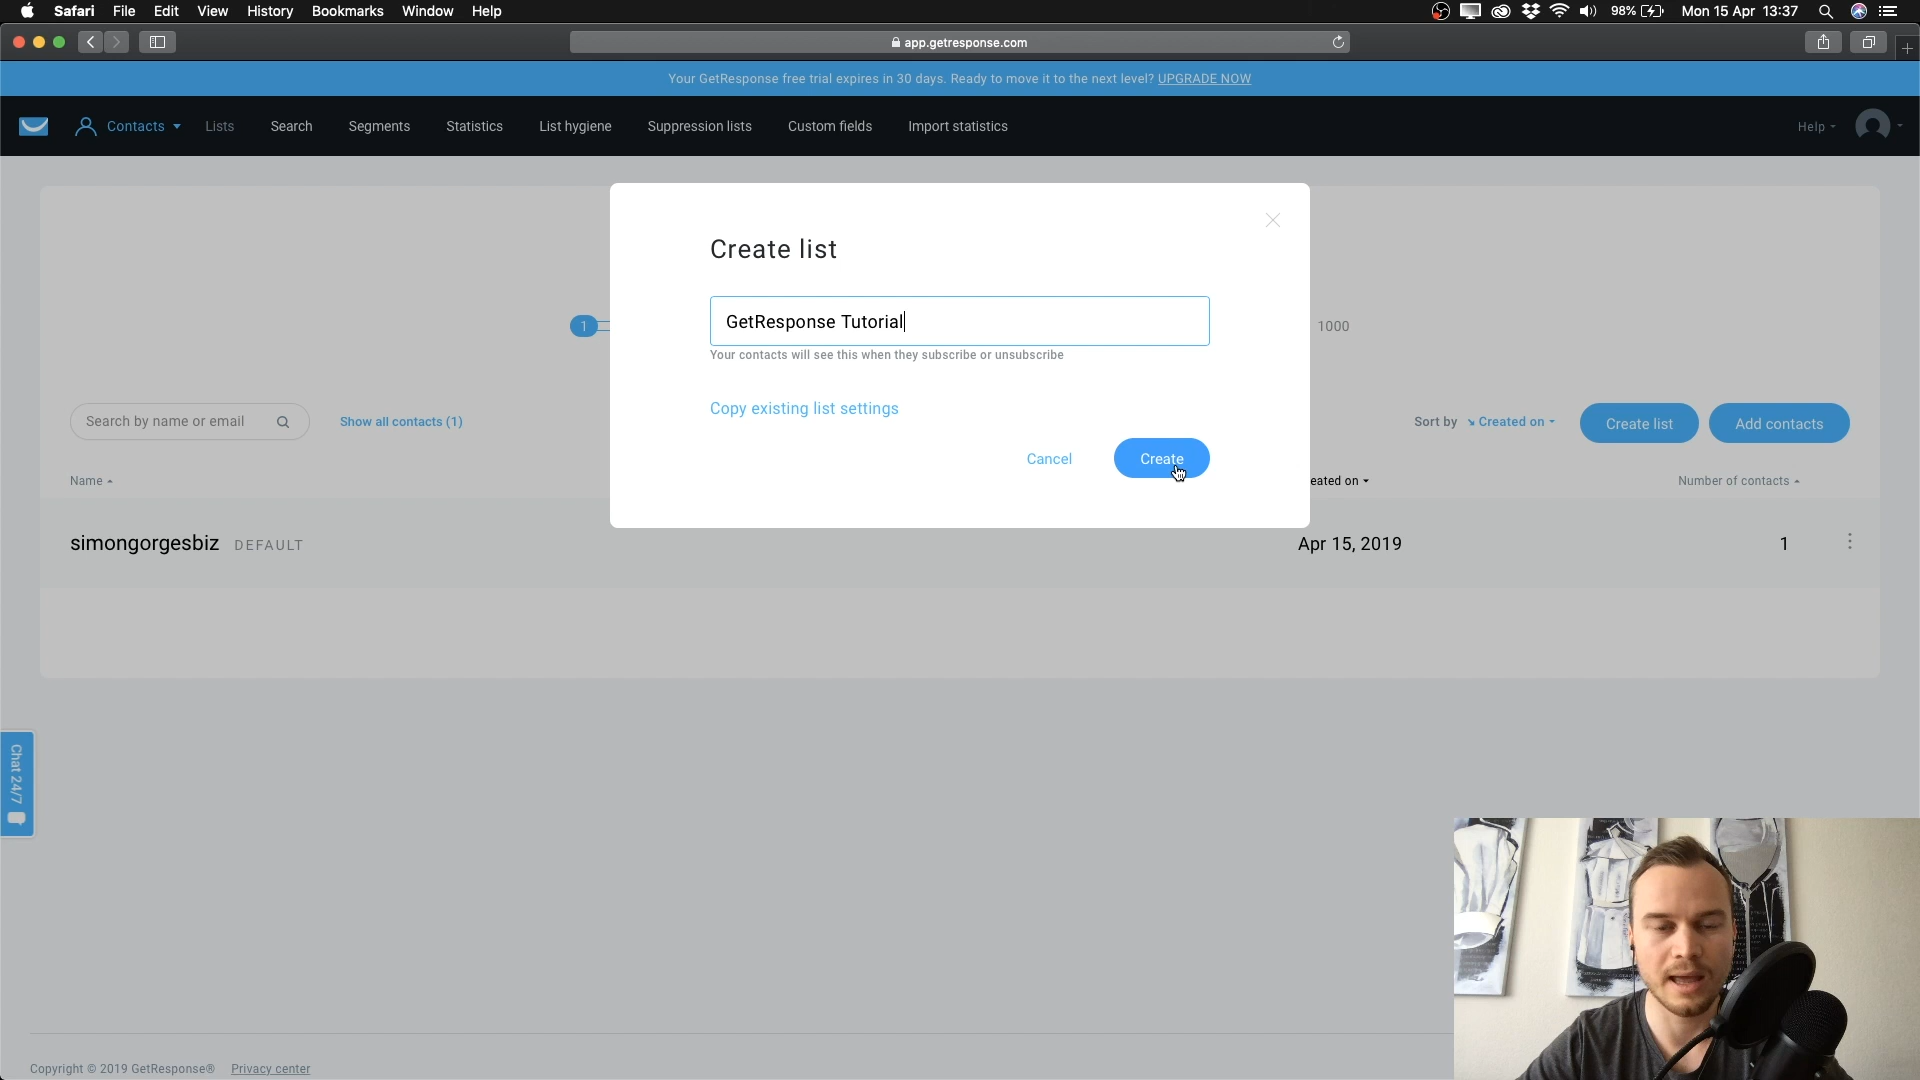 Safari File Edit View History Bookmarks Window Help 98% Mon 15 Apr 13:37
app.getresponse.com
Your GetResponse free trial expires in 30 days. Ready to move it to the next level? UPGRADE NOW
Contacts Lists Search Segments Statistics List hygiene Suppression lists Custom fields Import statistics Help
Create list
GetResponse Tutorial
Your contacts will see this when they subscribe or unsubscribe
Copy existing list settings
Cancel Create
1 1000
Search by name or email Show all contacts (1) Sort by Created on Create list Add contacts
Name eated on Number of contacts
simongorgesbiz DEFAULT Apr 15, 2019 1
Chat 24/7
Copyright © 2019 GetResponse® Privacy center